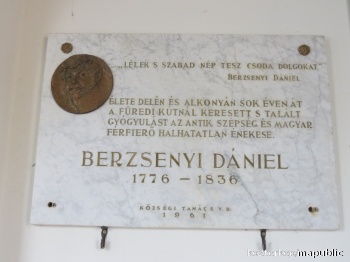 „...LÉLEK S SZABAD NÉP TESZ CSUDA DOLGOKAT"
BERZSENYI DÁNIEL
ÉLETE DELÉN ÉS ALKONYÁN SOK ÉVEN ÁT
A FÜREDI KÚTNÁL KERESETT S TALÁLT
GYÓGYULÁST AZ ANTIK SZÉPSÉG ÉS MAGYAR
FÉRFIERŐ HALHATATLAN ÉNEKESE.
BERZSENYI DÁNIEL
1776 – 1836
KÖZSÉGI TANÁCS V.B.
1961
mapublic